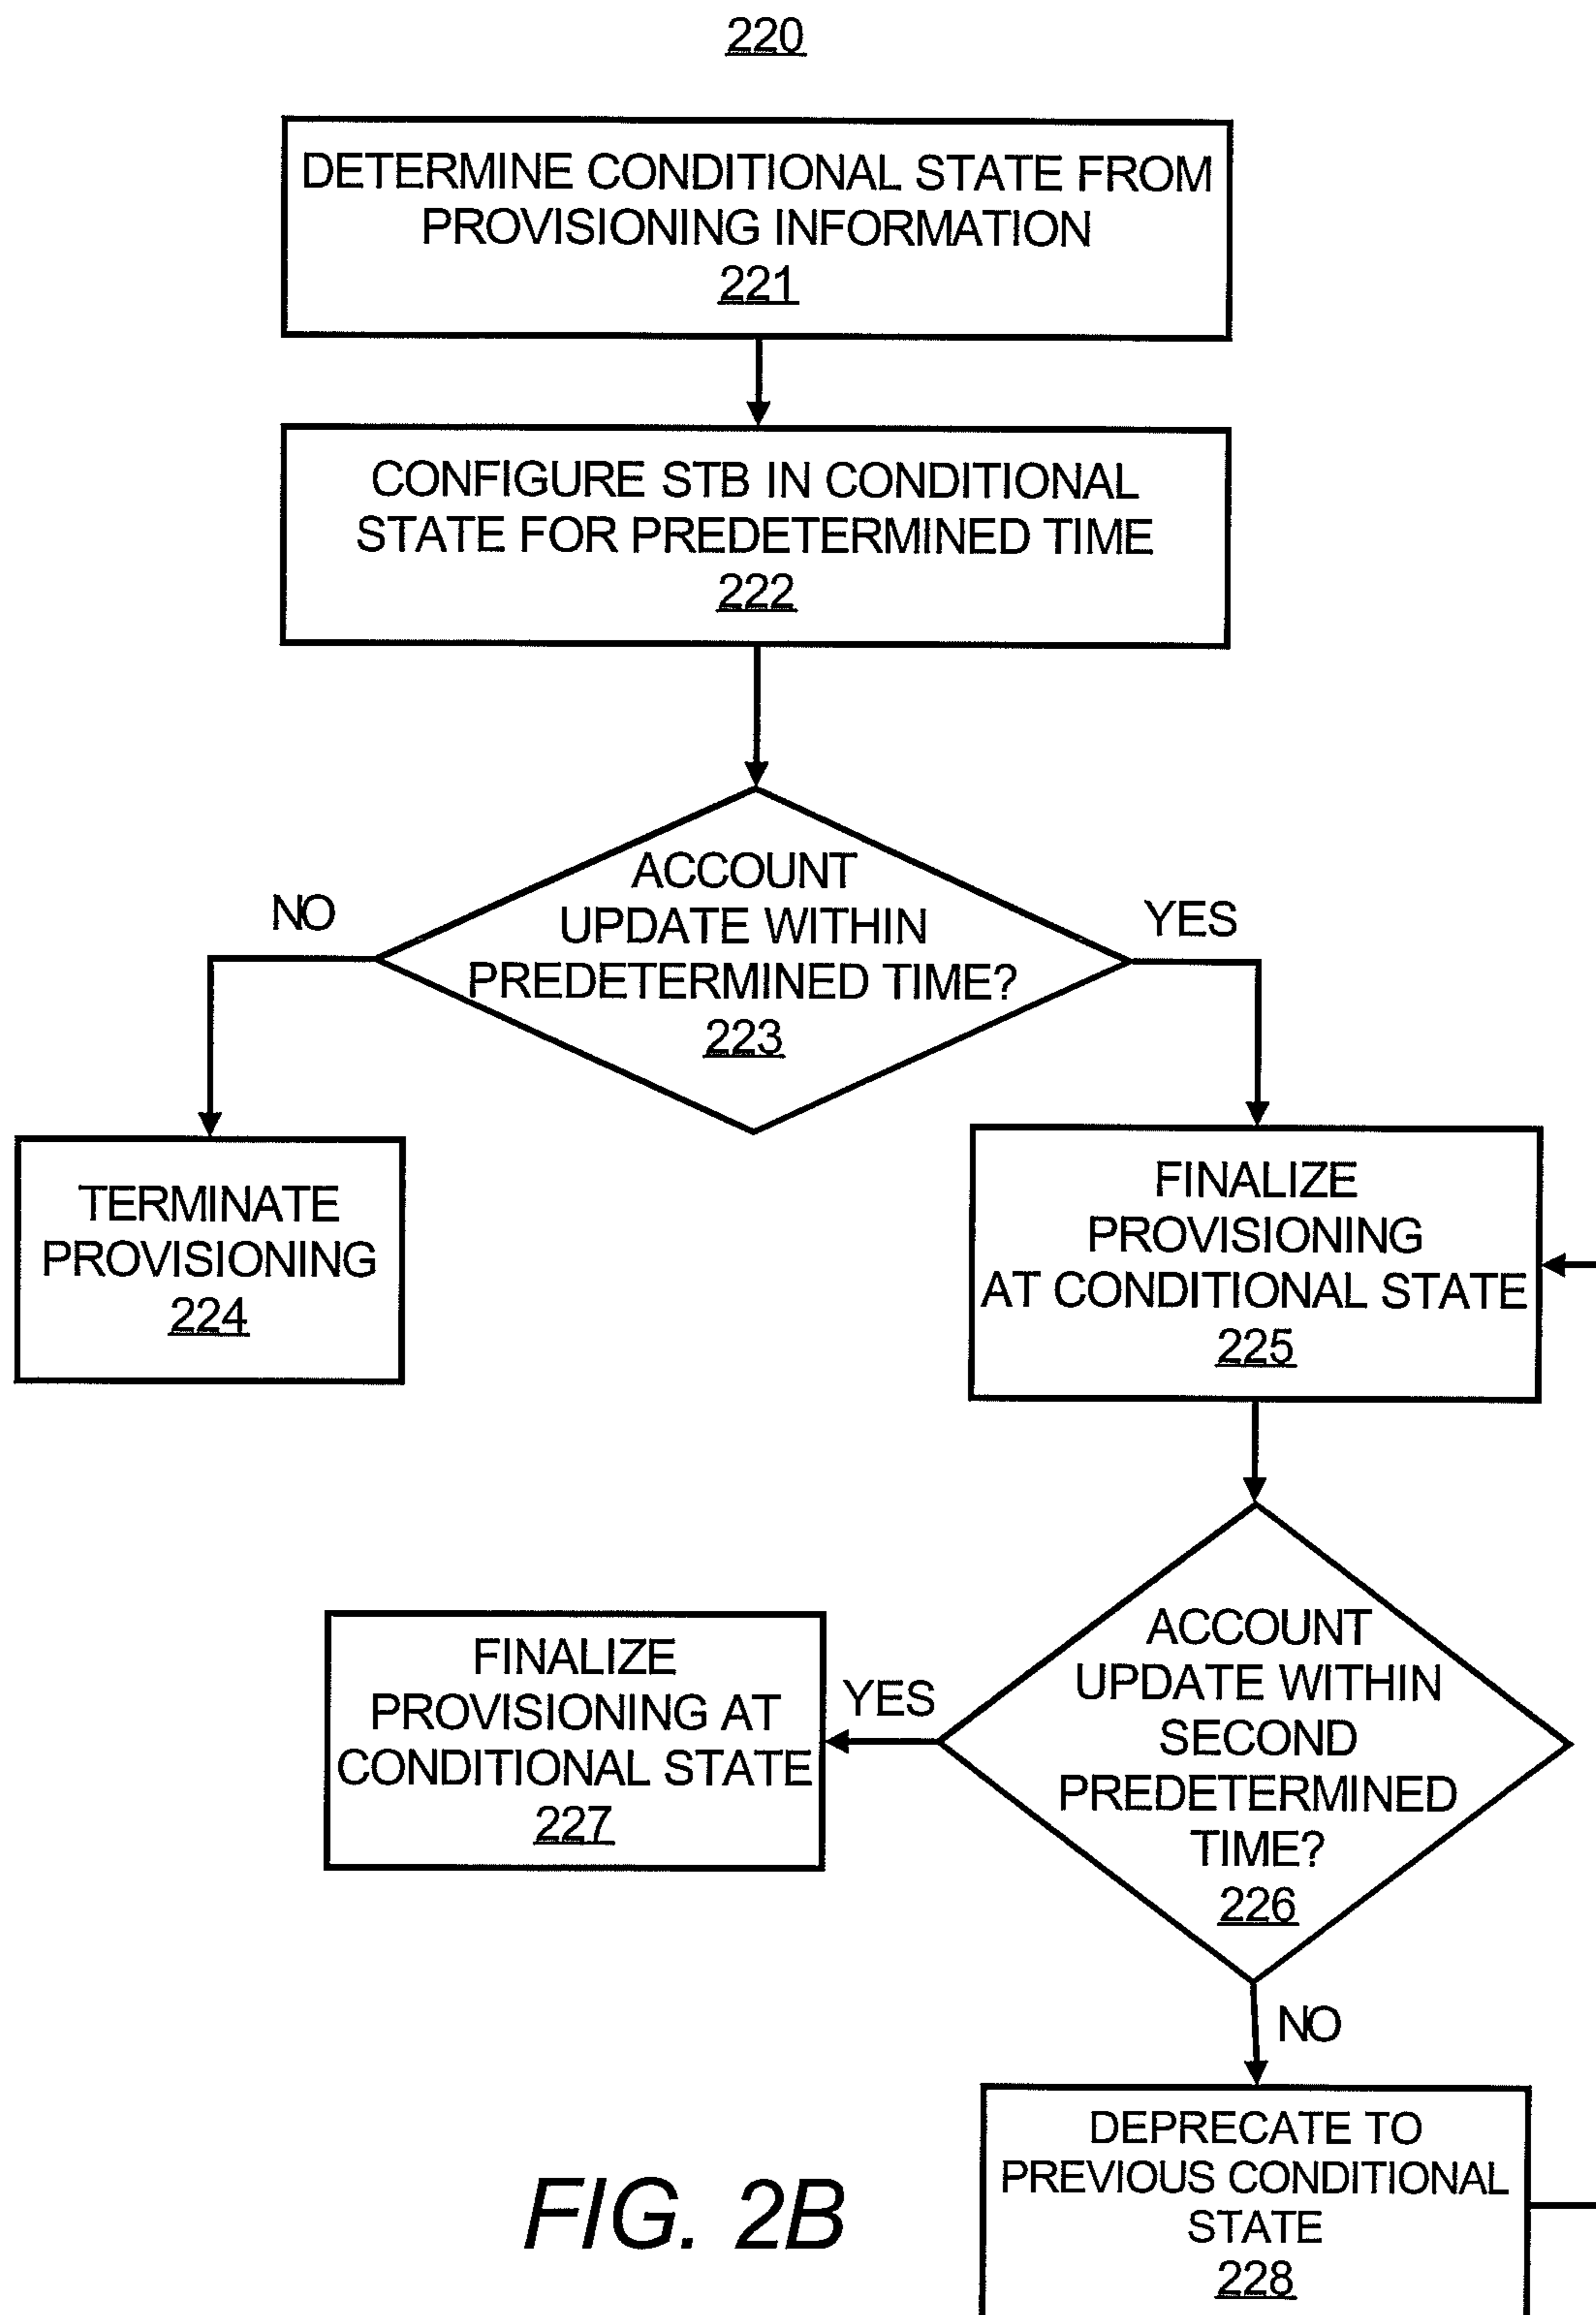 220
DETERMINE CONDITIONAL STATE FROM
PROVISIONING INFORMATION
221
CONFIGURE STB IN CONDITIONAL
STATE FOR PREDETERMINED TIME
222
ACCOUNT
UPDATE WITHIN
PREDETERMINED TIME?
223
NO
YES
TERMINATE
PROVISIONING
224
FINALIZE
PROVISIONING
AT CONDITIONAL STATE
225
ACCOUNT
UPDATE WITHIN
SECOND
PREDETERMINED
TIME?
226
YES
FINALIZE
PROVISIONING AT
CONDITIONAL STATE
227
NO
DEPRECATE TO
PREVIOUS CONDITIONAL
STATE
228
FIG. 2B